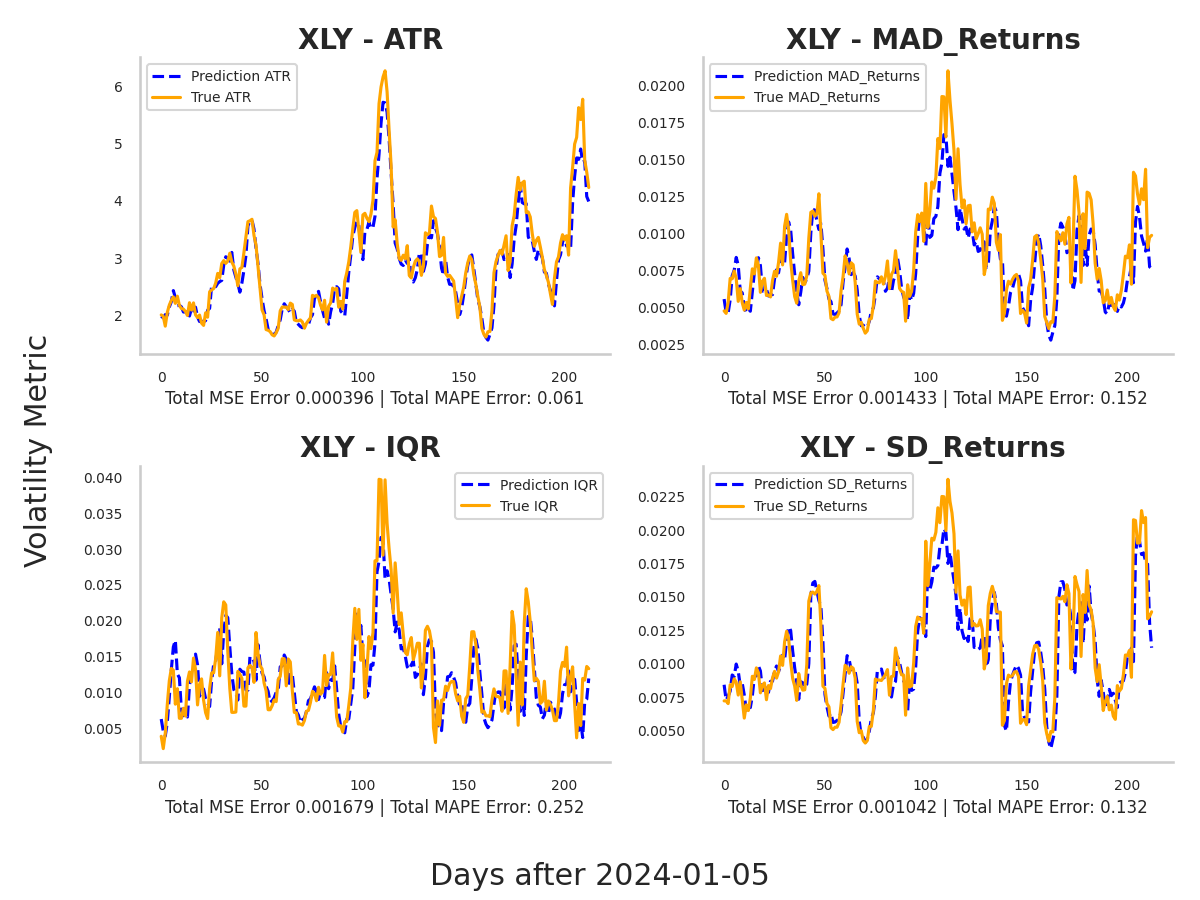 XLY - ATR
Prediction ATR
True ATR
6
5
4
3
2
0 50 100 150 200
Total MSE Error 0.000396 | Total MAPE Error: 0.061
XLY - MAD_Returns
Prediction MAD_Returns
True MAD_Returns
0.0200
0.0175
0.0150
0.0125
0.0100
0.0075
0.0050
0.0025
0 50 100 150 200
Total MSE Error 0.001433 | Total MAPE Error: 0.152
Volatility Metric
XLY - IQR
Prediction IQR
True IQR
0.040
0.035
0.030
0.025
0.020
0.015
0.010
0.005
0 50 100 150 200
Total MSE Error 0.001679 | Total MAPE Error: 0.252
XLY - SD_Returns
Prediction SD_Returns
True SD_Returns
0.0225
0.0200
0.0175
0.0150
0.0125
0.0100
0.0075
0.0050
0 50 100 150 200
Total MSE Error 0.001042 | Total MAPE Error: 0.132
Days after 2024-01-05